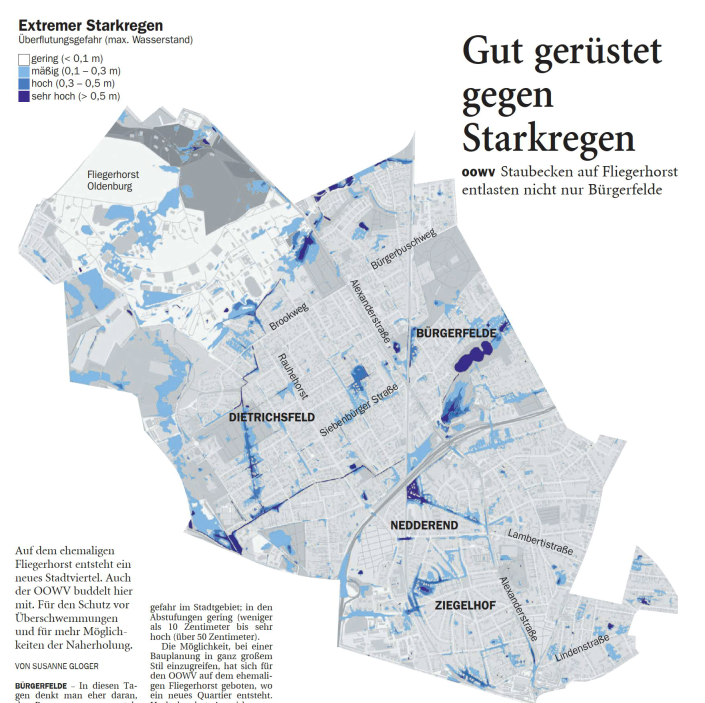 Extremer Starkregen
Überflutungsgefahr (max. Wasserstand)
gering (< 0,1 m)
mäßig (0,1 – 0,3 m)
hoch (0,3 – 0,5 m)
sehr hoch (> 0,5 m)
Gut gerüstet
gegen
Starkregen
OOWV Staubecken auf Fliegerhorst
entlasten nicht nur Bürgerfelde
Fliegerhorst
Oldenburg
Bürgerbuschweg
Alexanderstraße
Brookweg
BÜRGERFELDE
Rauhehorst
Siebenbürger Straße
DIETRICHSFELD
NEDDEREND
Lambertistraße
ZIEGELHOF
Alexanderstraße
Lindenstraße
Auf dem ehemaligen
Fliegerhorst entsteht ein
neues Stadtviertel. Auch
der OOWV buddelt hier
mit. Für den Schutz vor
Überschwemmungen
und für mehr Möglich-
keiten der Naherholung.
VON SUSANNE GLOGER
BÜRGERFELDE – In diesen Ta-
gen denkt man eher daran,
gefahr im Stadtgebiet; in den
Abstufungen gering (weniger
als 10 Zentimeter bis sehr
hoch (über 50 Zentimeter).
Die Möglichkeit, bei einer
Bauplanung in ganz großem
Stil einzugreifen, hat sich für
den OOWV auf dem ehemali-
gen Fliegerhorst geboten, wo
ein neues Quartier entsteht.